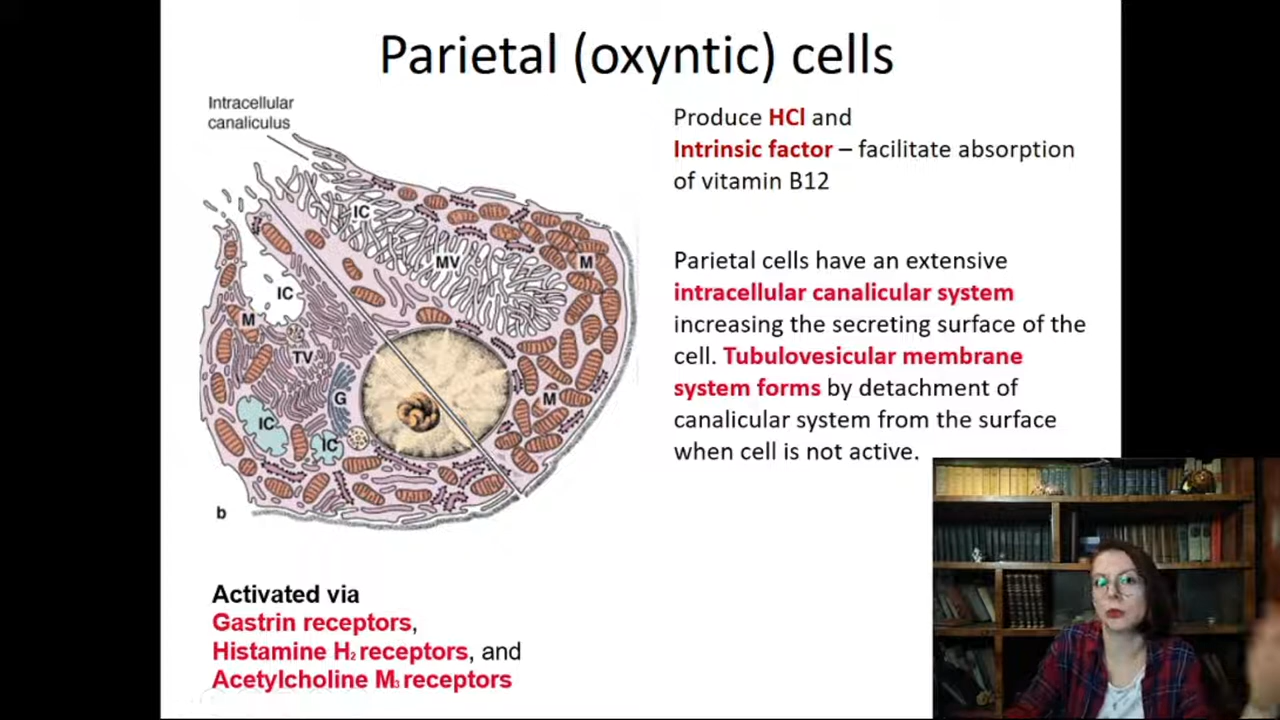 Parietal (oxyntic) cells
Intracellular
canaliculus
IC
MV
M
IC
M
TV
G
M
IC
IC
b
Produce HCl and
Intrinsic factor – facilitate absorption
of vitamin B12
Parietal cells have an extensive
intracellular canalicular system
increasing the secreting surface of the
cell. Tubulovesicular membrane
system forms by detachment of
canalicular system from the surface
when cell is not active.
Activated via
Gastrin receptors,
Histamine H₂ receptors, and
Acetylcholine M₃ receptors